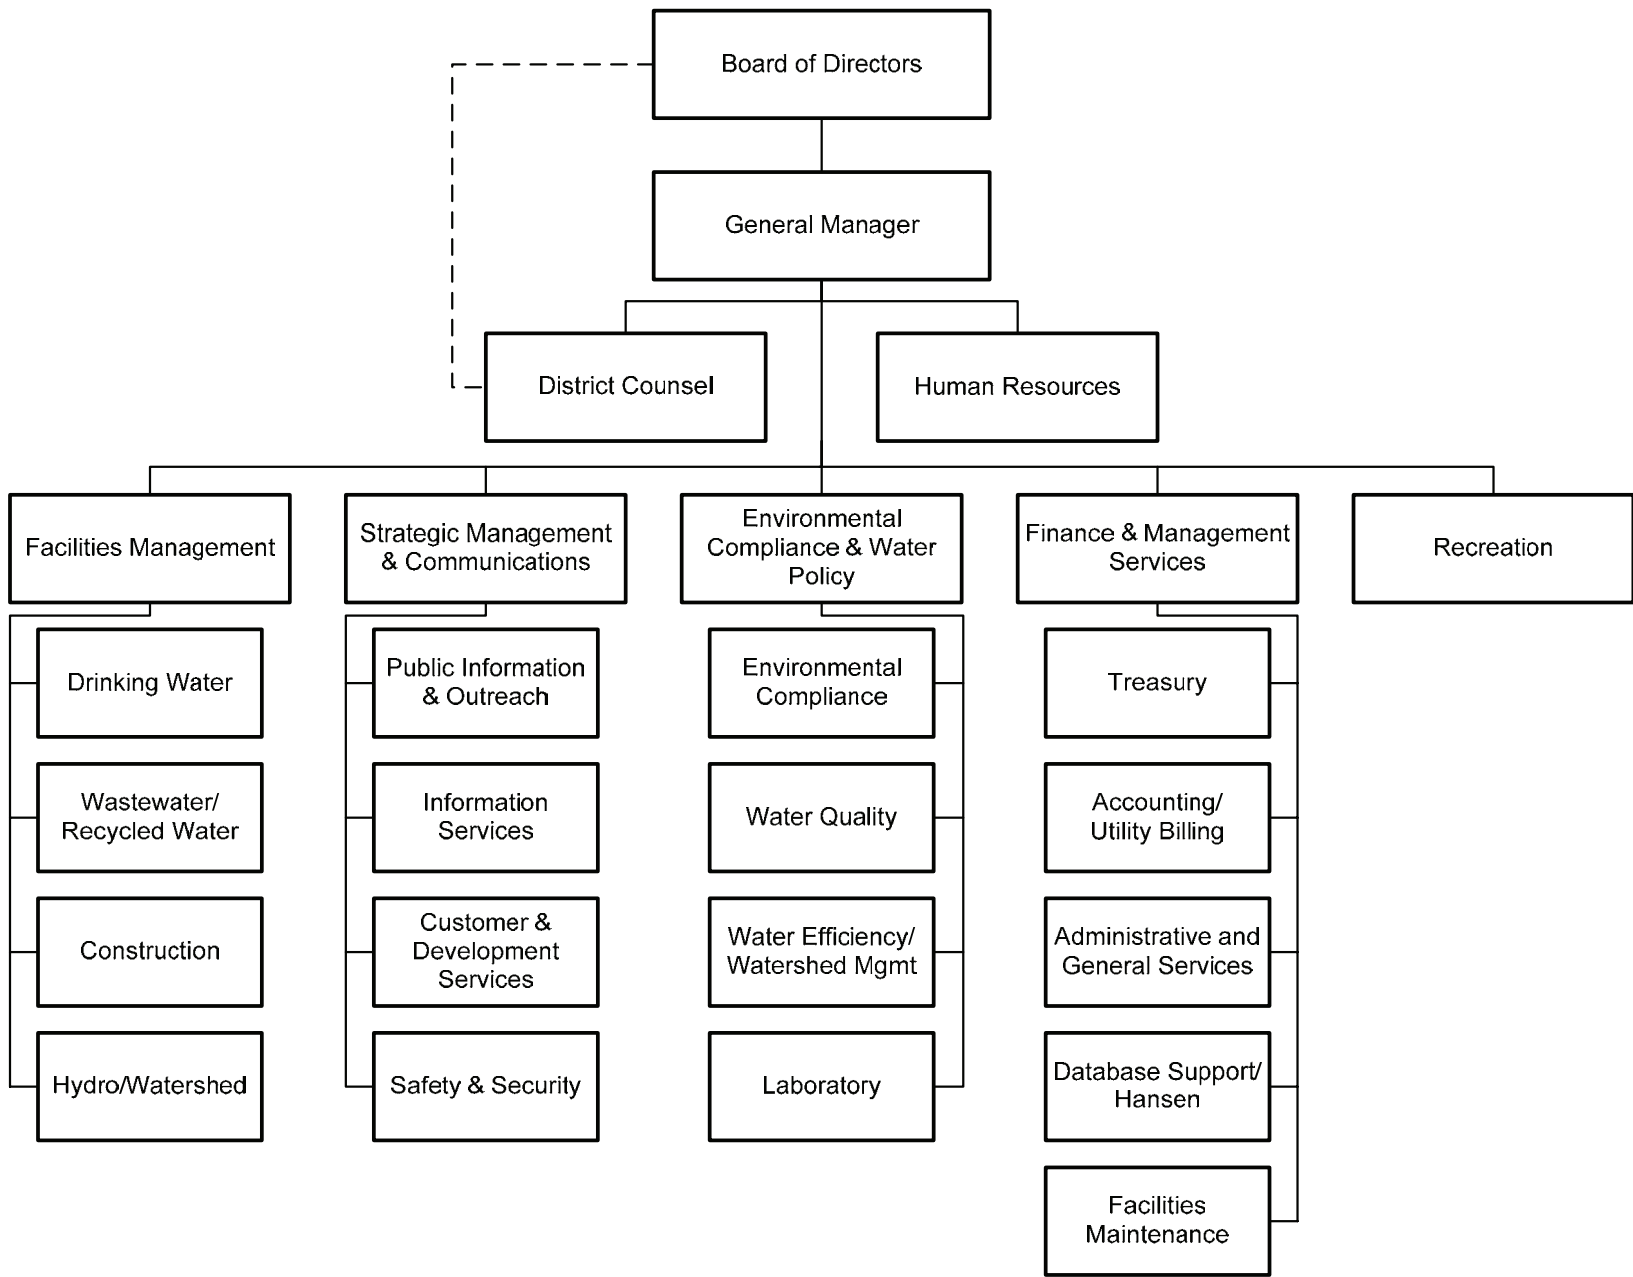 Board of Directors
General Manager
District Counsel
Human Resources
Facilities Management
Strategic Management
& Communications
Environmental
Compliance & Water
Policy
Finance & Management
Services
Recreation
Drinking Water
Wastewater/
Recycled Water
Construction
Hydro/Watershed
Public Information
& Outreach
Information
Services
Customer &
Development
Services
Safety & Security
Environmental
Compliance
Water Quality
Water Efficiency/
Watershed Mgmt
Laboratory
Treasury
Accounting/
Utility Billing
Administrative and
General Services
Database Support/
Hansen
Facilities
Maintenance